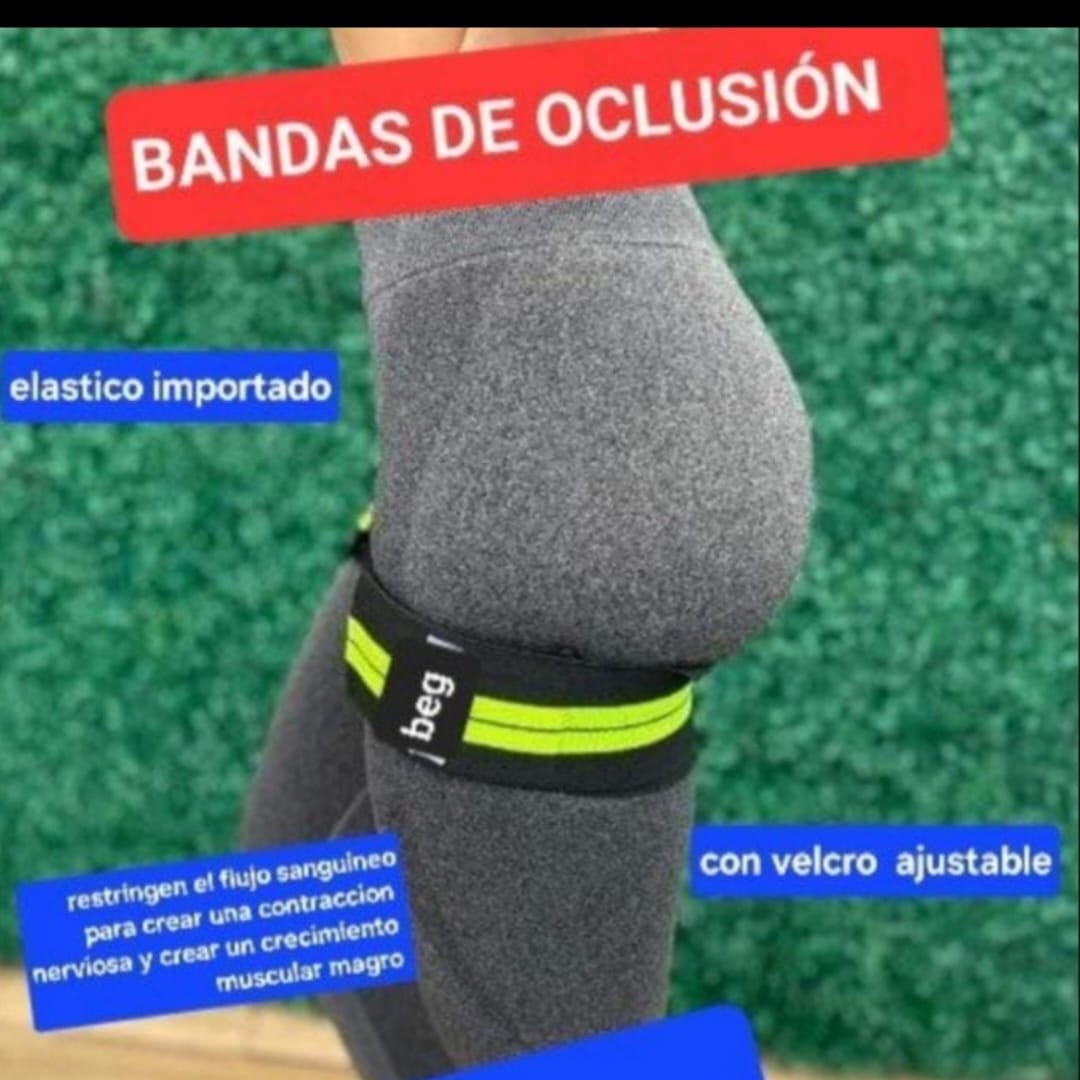 BANDAS DE OCLUSIÓN
elastico importado
beg
restringen el flujo sanguineo
para crear una contraccion
nerviosa y crear un crecimiento
muscular magro
con velcro ajustable